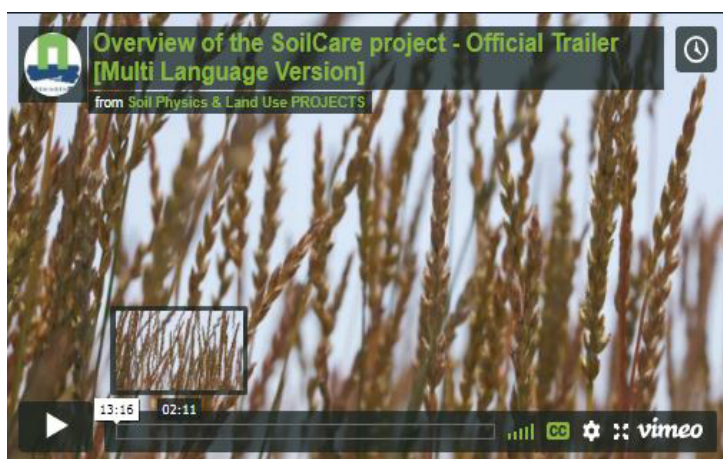 Overview of the SoilCare project - Official Trailer
[Multi Language Version]
from Soil Physics & Land Use PROJECTS
13:16 02:11
CC vimeo